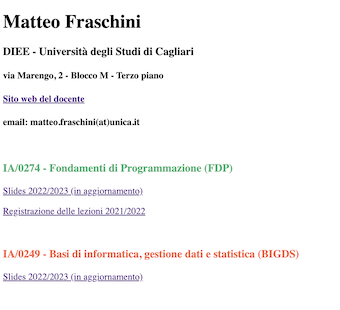 Matteo Fraschini
DIEE - Università degli Studi di Cagliari
via Marengo, 2 - Blocco M - Terzo piano
Sito web del docente
email: matteo.fraschini(at)unica.it
IA/0274 - Fondamenti di Programmazione (FDP)
Slides 2022/2023 (in aggiornamento)
Registrazione delle lezioni 2021/2022
IA/0249 - Basi di informatica, gestione dati e statistica (BIGDS)
Slides 2022/2023 (in aggiornamento)